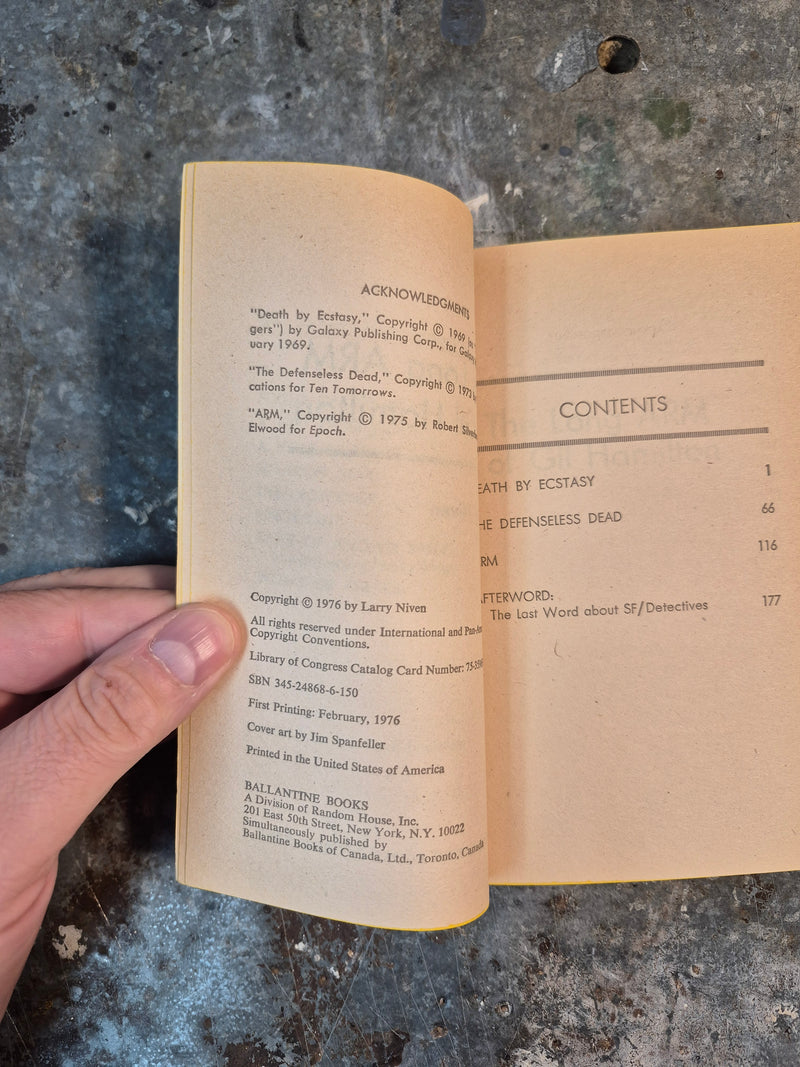 ACKNOWLEDGMENTS
"Death by Ecstasy," Copyright © 1969
gers") by Galaxy Publishing Corp., for Galaxy
uary 1969.
"The Defenseless Dead," Copyright © 1973
cations for Ten Tomorrows.
"ARM," Copyright © 1975 by Robert
Elwood for Epoch.
Copyright © 1976 by Larry Niven
All rights reserved under International and
Copyright Conventions.
Library of Congress Catalog Card Number:
SBN 345-24868-6-150
First Printing: February, 1976
Cover art by Jim Spanfeller
Printed in the United States of America
BALLANTINE BOOKS
A Division of Random House, Inc.
201 East 50th Street, New York, N.Y. 10022
Simultaneously published by
Ballantine Books of Canada, Ltd., Toronto, Canada
CONTENTS
EATH BY ECSTASY 1
HE DEFENSELESS DEAD 66
RM 116
AFTERWORD:
The Last Word about SF/Detectives 177